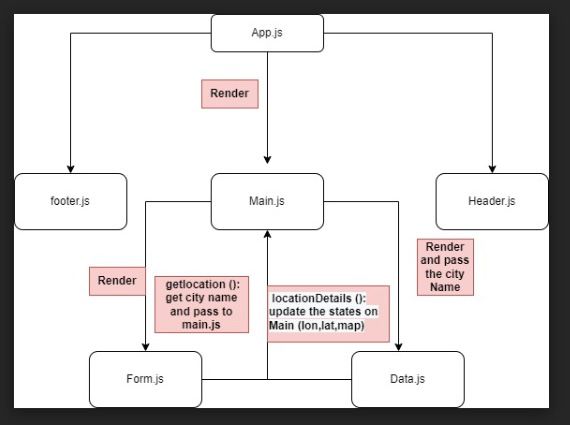 App.js
Render
footer.js
Main.js
Header.js
Render
and pass
the city
Name
Render
getlocation ():
get city name
and pass to
main.js
locationDetails ():
update the states on
Main (lon,lat,map)
Form.js
Data.js